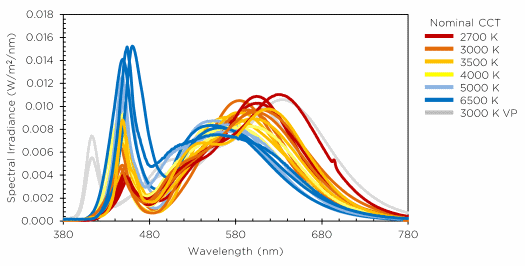 0.018
0.016
0.014
0.012
0.010
0.008
0.006
0.004
0.002
0.000
Spectral Irradiance (W/m²/nm)
380 480 580 680 780
Wavelength (nm)
Nominal CCT
2700 K
3000 K
3500 K
4000 K
5000 K
6500 K
3000 K VP